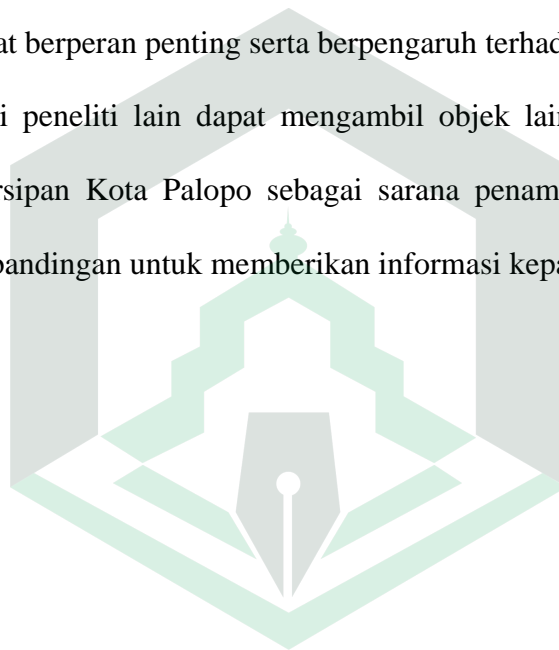 at berperan penting serta berpengaruh terhad
i peneliti lain dapat mengambil objek lain
rsipan Kota Palopo sebagai sarana penam
bandingan untuk memberikan informasi kepa